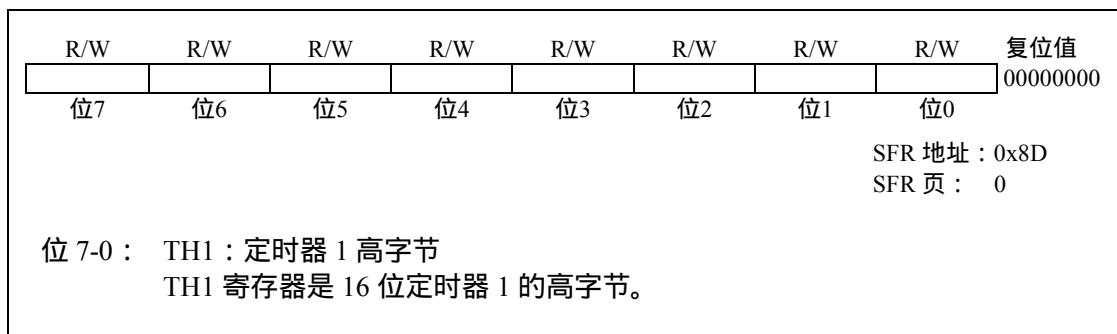 R/W R/W R/W R/W R/W R/W R/W R/W 复位值
00000000
位7 位6 位5 位4 位3 位2 位1 位0
SFR 地址：0x8D
SFR 页： 0
位 7-0： TH1：定时器 1 高字节
TH1 寄存器是 16 位定时器 1 的高字节。